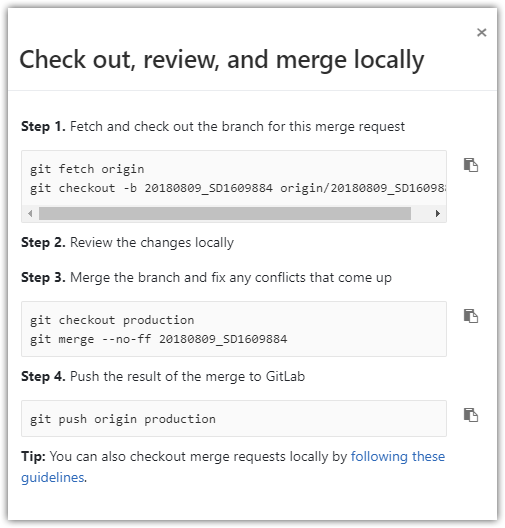 ×
Check out, review, and merge locally
Step 1. Fetch and check out the branch for this merge request
git fetch origin
git checkout -b 20180809_SD1609884 origin/20180809_SD16098
Step 2. Review the changes locally
Step 3. Merge the branch and fix any conflicts that come up
git checkout production
git merge --no-ff 20180809_SD1609884
Step 4. Push the result of the merge to GitLab
git push origin production
Tip: You can also checkout merge requests locally by following these
guidelines.